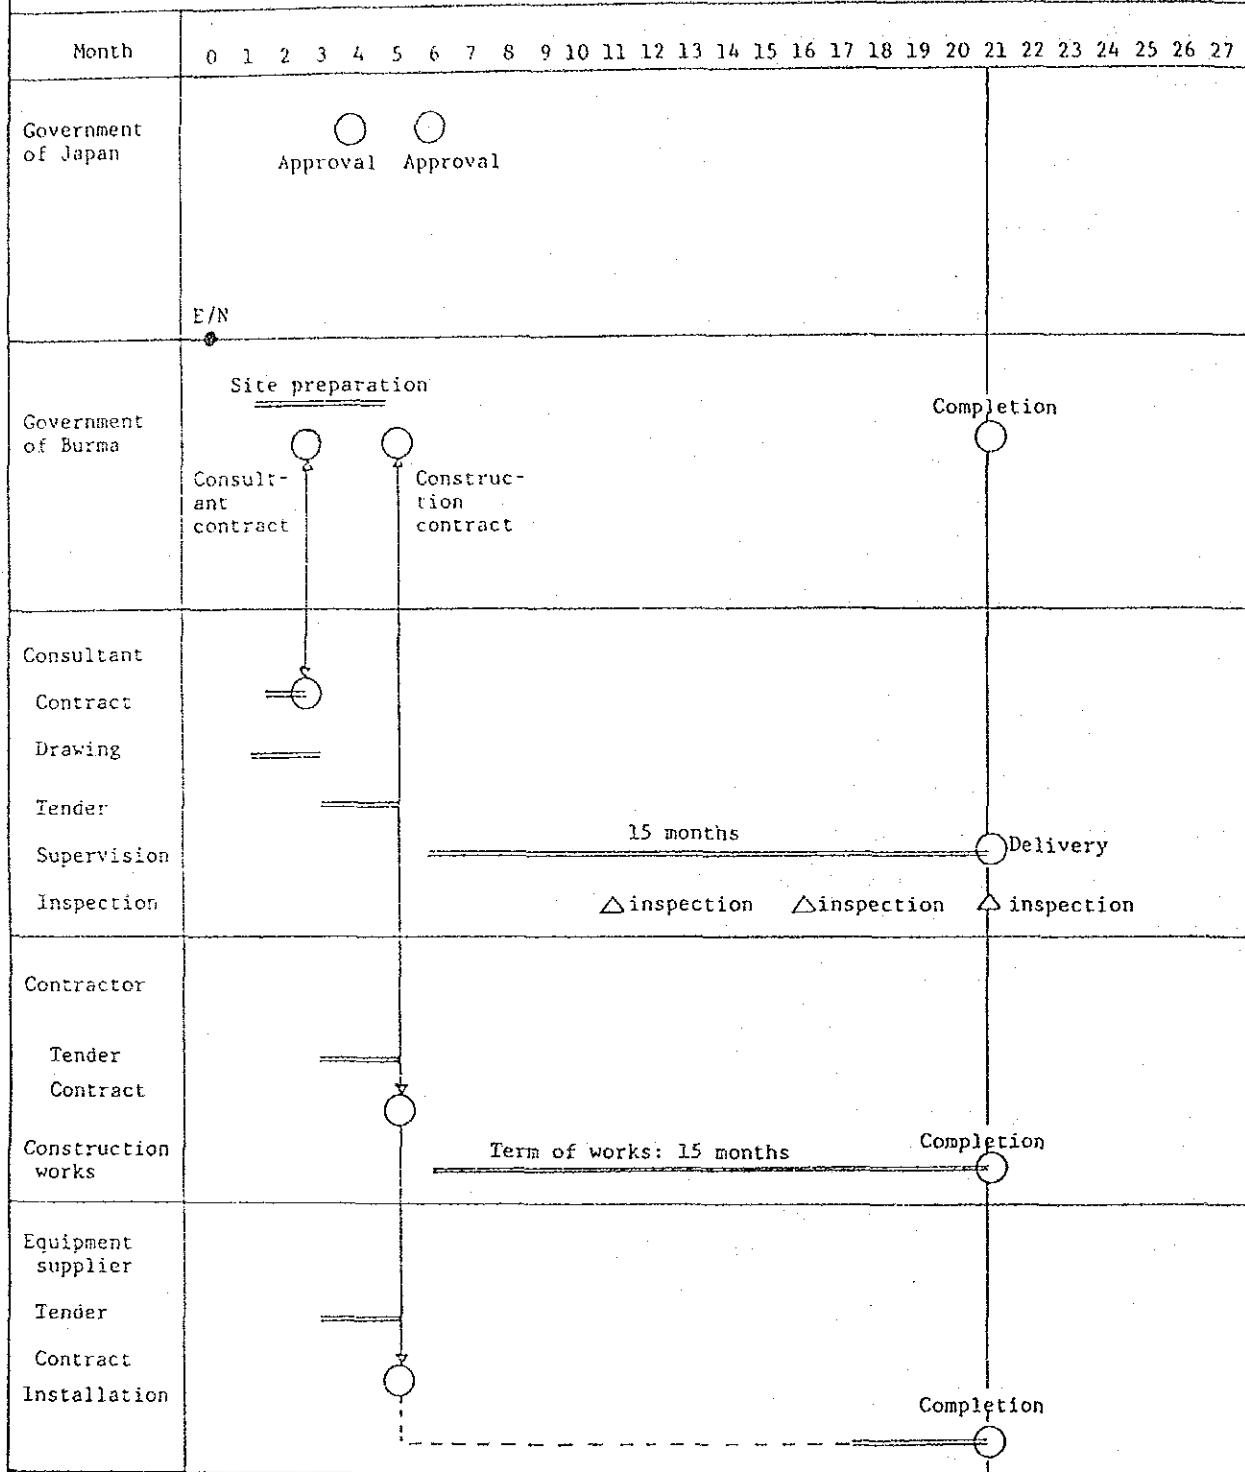 Month 0 1 2 3 4 5 6 7 8 9 10 11 12 13 14 15 16 17 18 19 20 21 22 23 24 25 26 27
Government
of Japan
Approval Approval
E/N
Site preparation
Government
of Burma
Completion
Consult-
ant
contract
Construc-
tion
contract
Consultant
Contract
Drawing
Tender
15 months
Supervision
Delivery
Inspection
inspection inspection inspection
Contractor
Tender
Contract
Construction
works
Term of works: 15 months
Completion
Equipment
supplier
Tender
Contract
Installation
Completion